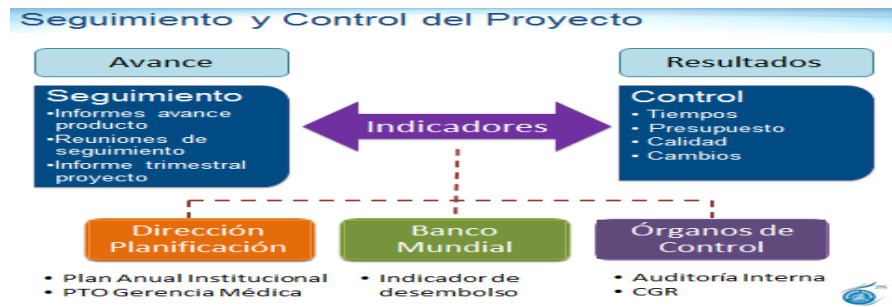 Seguimiento y Control del Proyecto
Avance
Resultados
Seguimiento
•Informes avance
producto
•Reuniones de
seguimiento
•Informe trimestral
proyecto
Indicadores
Control
• Tiempos
• Presupuesto
• Calidad
• Cambios
Dirección
Planificación
Banco
Mundial
Órganos de
Control
• Plan Anual Institucional
• PTO Gerencia Médica
• Indicador de
desembolso
• Auditoría Interna
• CGR